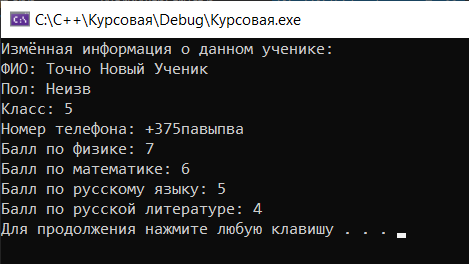 C:\C++\Курсовая\Debug\Курсовая.exe
Измённая информация о данном ученике:
ФИО: Точно Новый Ученик
Пол: Неизв
Класс: 5
Номер телефона: +375павыпва
Балл по физике: 7
Балл по математике: 6
Балл по русскому языку: 5
Балл по русской литературе: 4
Для продолжения нажмите любую клавишу . . .